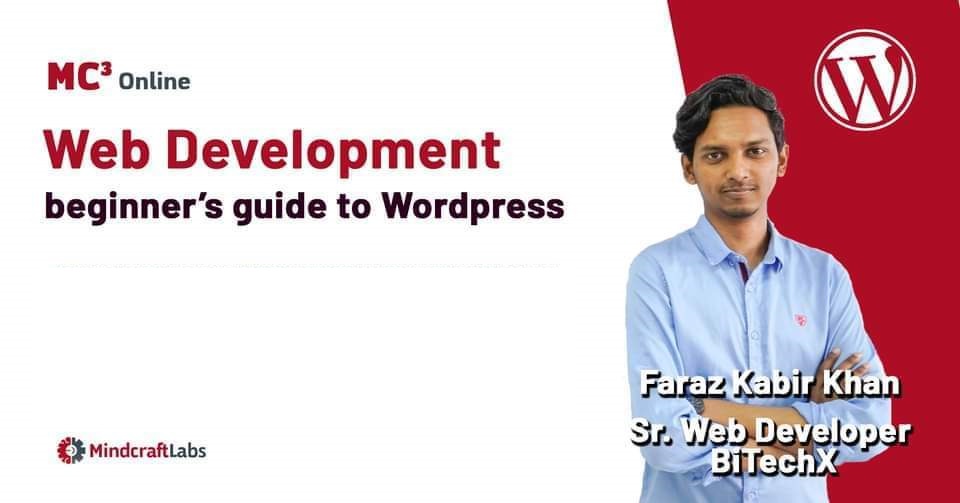 MC³ Online
Web Development
beginner's guide to Wordpress
Faraz Kabir Khan
Sr. Web Developer
BiTechX
MindcraftLabs